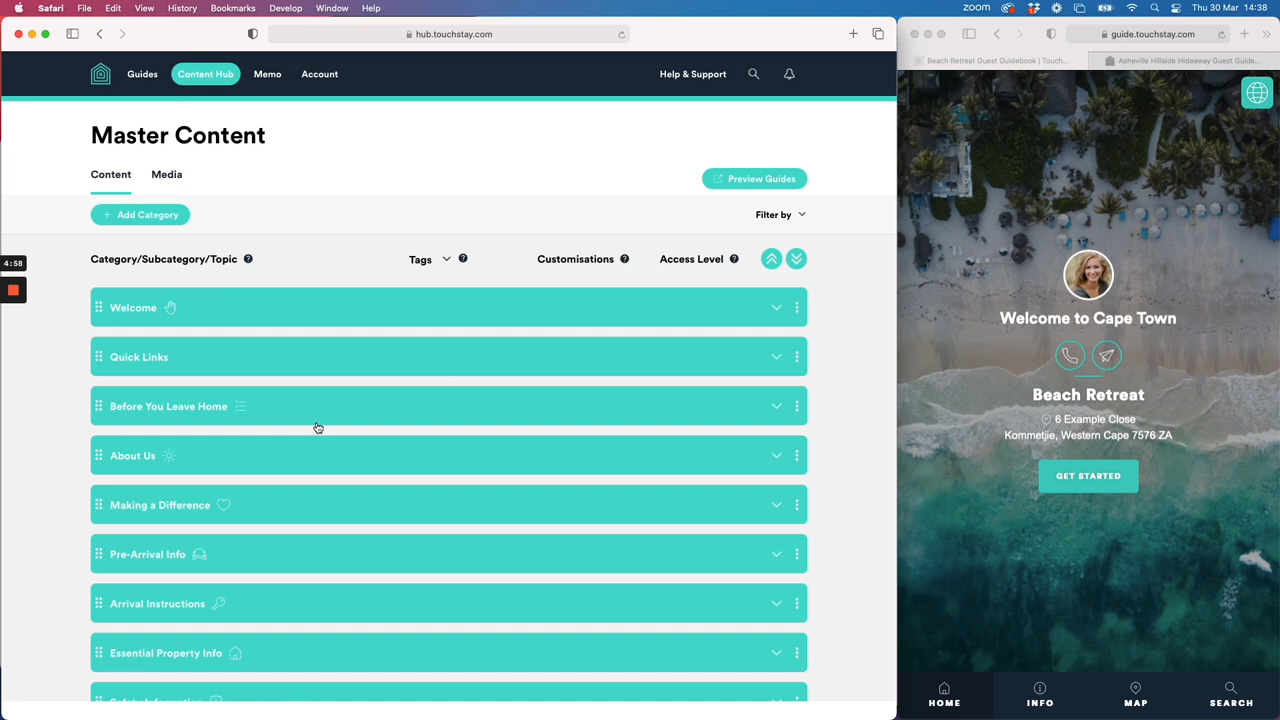 Safari File Edit View History Bookmarks Develop Window Help
zoom Thu 30 Mar 14:38
hub.touchstay.com
Guides Content Hub Memo Account Help & Support
Master Content
Content Media
Preview Guides
+ Add Category
Filter by
Category/Subcategory/Topic ? Tags ? Customisations ? Access Level ?
4:58
Welcome
Quick Links
Before You Leave Home
About Us
Making a Difference
Pre-Arrival Info
Arrival Instructions
Essential Property Info
Safety Information
guide.touchstay.com
Beach Retreat Guest Guidebook | Touch...
Asheville Hillside Hideaway Guest Guide...
Welcome to Cape Town
Beach Retreat
6 Example Close
Kommetjie, Western Cape 7576 ZA
GET STARTED
HOME INFO MAP SEARCH